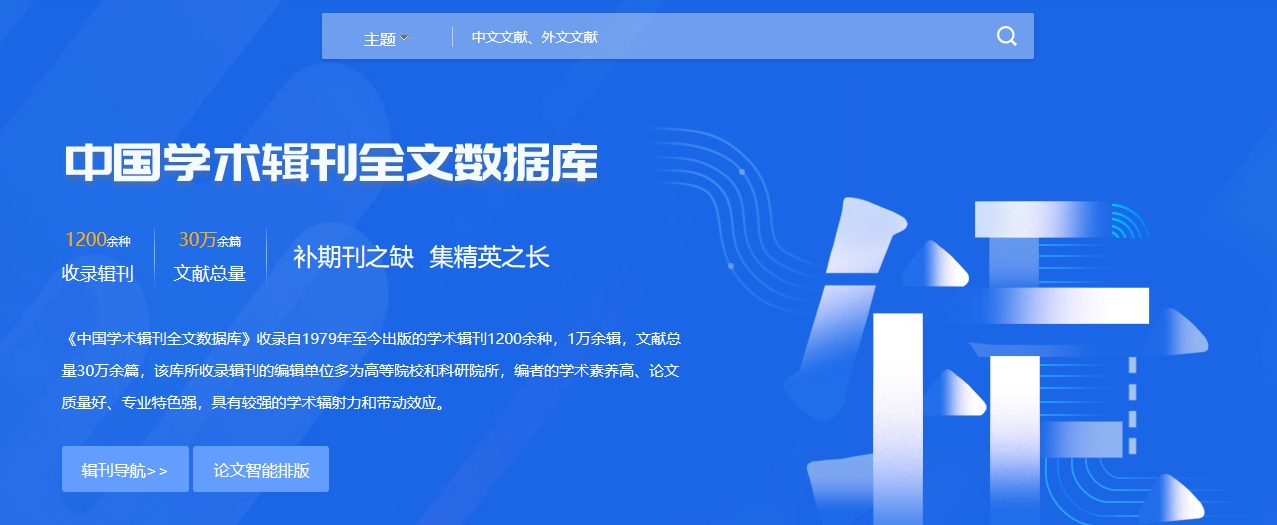 主题
中文文献、外文文献
中国学术辑刊全文数据库
1200余种
30万余篇
收录辑刊
文献总量
补期刊之缺 集精英之长
《中国学术辑刊全文数据库》收录自1979年至今出版的学术辑刊1200余种，1万余辑，文献总
量30万余篇，该库所收录辑刊的编辑单位多为高等院校和科研院所，编者的学术素养高、论文
质量好、专业特色强，具有较强的学术辐射力和带动效应。
辑刊导航>>
论文智能排版